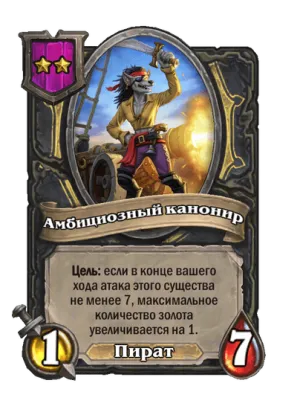 Амбициозный канонир
Цель: если в конце вашего
хода атака этого существа
не менее 7, максимальное
количество золота
увеличивается на 1.
1
Пират
7